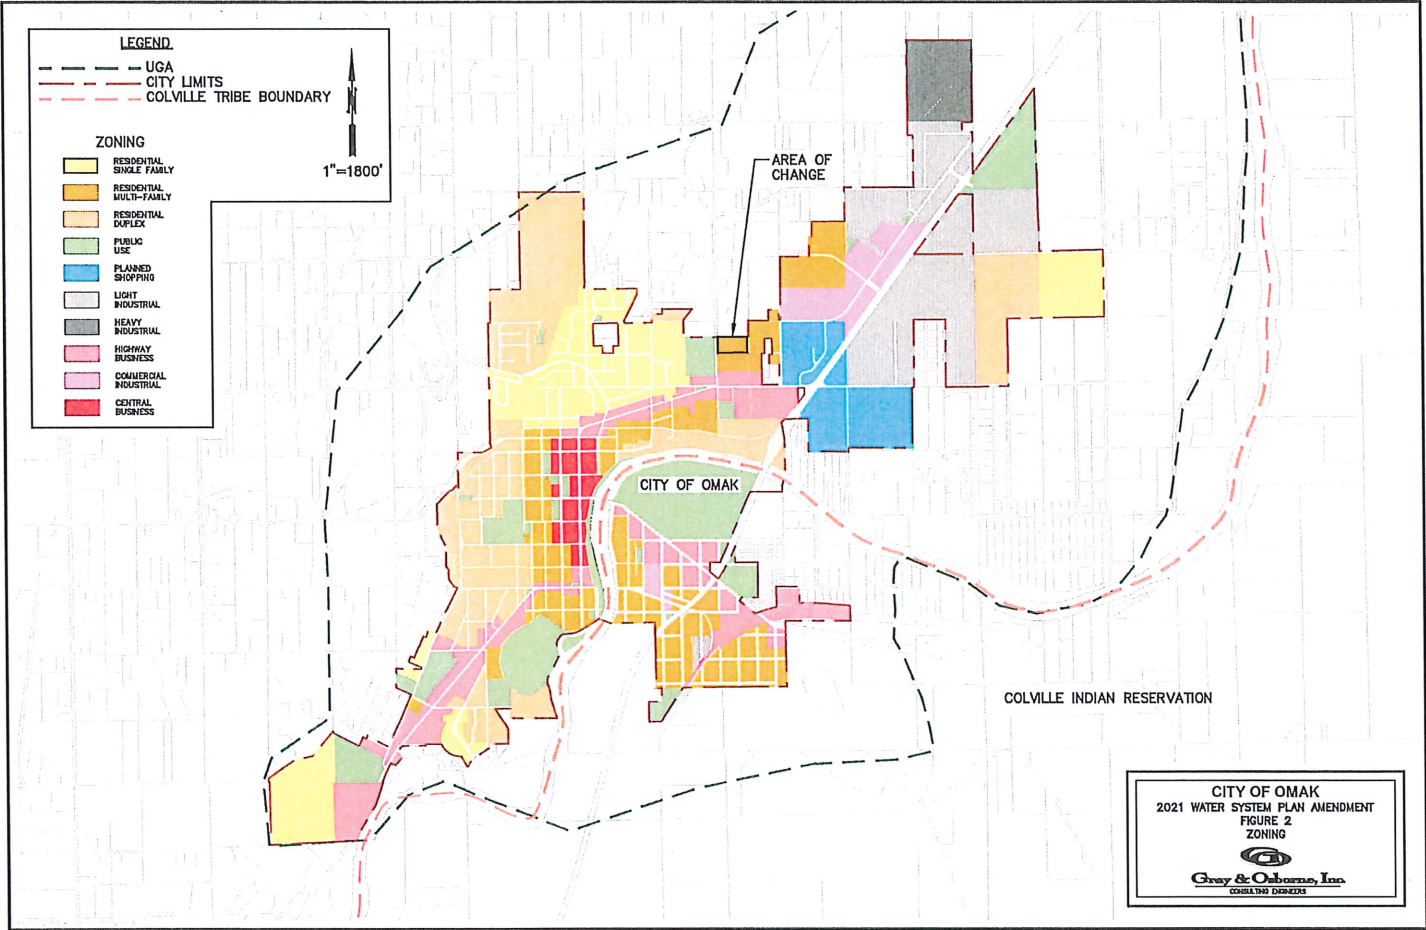 LEGEND
UGA
CITY LIMITS
COLVILLE TRIBE BOUNDARY
N
1"=1800'
ZONING
RESIDENTIAL
SINGLE FAMILY
RESIDENTIAL
MULTI-FAMILY
RESIDENTIAL
DUPLEX
PUBLIC
USE
PLANNED
SHOPPING
LIGHT
INDUSTRIAL
HEAVY
INDUSTRIAL
HIGHWAY
BUSINESS
COMMERCIAL
INDUSTRIAL
CENTRAL
BUSINESS
AREA OF
CHANGE
CITY OF OMAK
COLVILLE INDIAN RESERVATION
CITY OF OMAK
2021 WATER SYSTEM PLAN AMENDMENT
FIGURE 2
ZONING
Gray & Osborne, Inc.
CONSULTING ENGINEERS